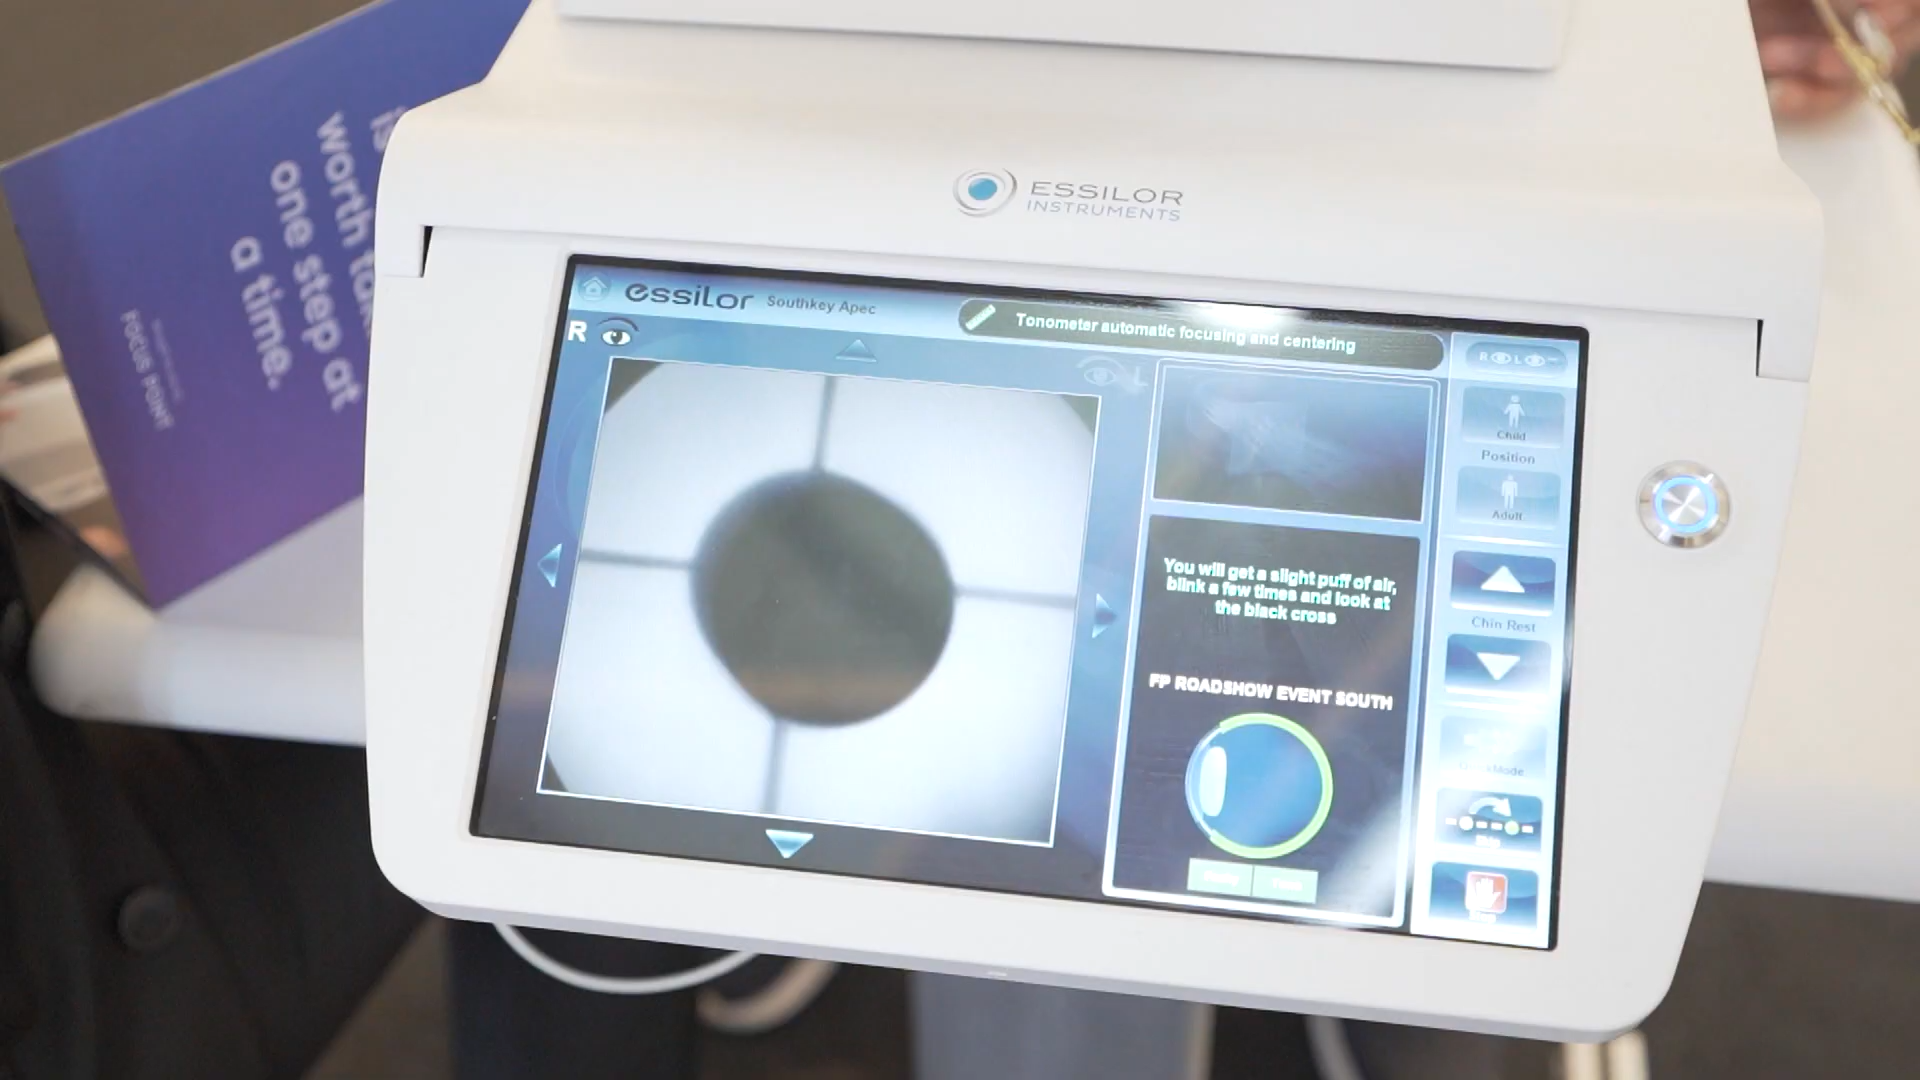 is
worth
one step at
a time.
FOCUS POINT
ESSILOR
INSTRUMENTS
essilor Southkey Apec
Tonometer automatic focusing and centering
R
L
R L
Child
Position
Adult
You will get a slight puff of air,
blink a few times and look at
the black cross
Chin Rest
FP ROADSHOW EVENT SOUTH